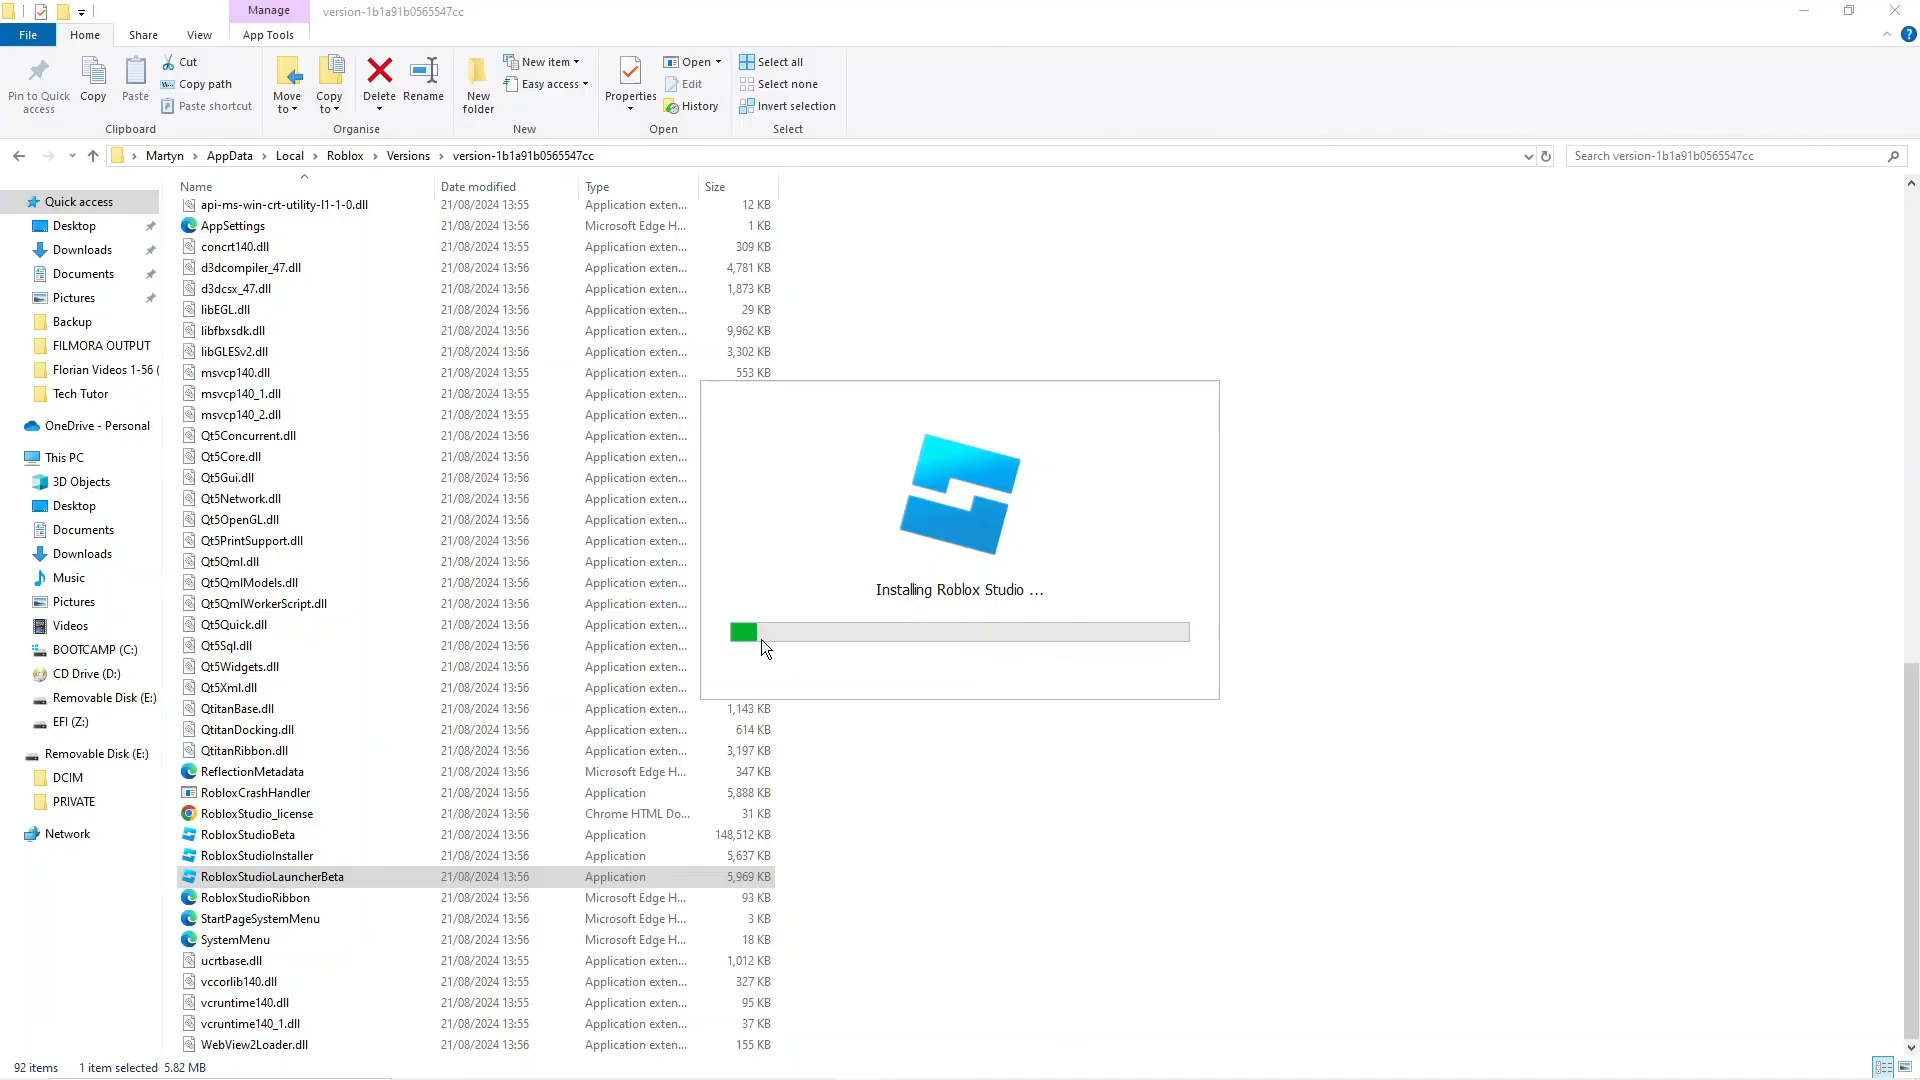 Manage
version-1b1a91b0565547cc
File
Home
Share
View
App Tools
Pin to Quick access
Copy
Paste
Cut
Copy path
Paste shortcut
Clipboard
Move to
Copy to
Delete
Rename
Organise
New folder
New item
Easy access
New
Properties
Open
Edit
History
Open
Select all
Select none
Invert selection
Select
Martyn > AppData > Local > Roblox > Versions > version-1b1a91b0565547cc
Search version-1b1a91b0565547cc
Quick access
Desktop
Downloads
Documents
Pictures
Backup
FILMORA OUTPUT
Florian Videos 1-56 (
Tech Tutor
OneDrive - Personal
This PC
3D Objects
Desktop
Documents
Downloads
Music
Pictures
Videos
BOOTCAMP (C:)
CD Drive (D:)
Removable Disk (E:)
EFI (Z:)
Removable Disk (E:)
DCIM
PRIVATE
Network
Name Date modified Type Size
api-ms-win-crt-utility-l1-1-0.dll 21/08/2024 13:55 Application exten... 12 KB
AppSettings 21/08/2024 13:56 Microsoft Edge H... 1 KB
concrt140.dll 21/08/2024 13:55 Application exten... 309 KB
d3dcompiler_47.dll 21/08/2024 13:56 Application exten... 4,781 KB
d3dcsx_47.dll 21/08/2024 13:56 Application exten... 1,873 KB
libEGL.dll 21/08/2024 13:56 Application exten... 29 KB
libfbxsdk.dll 21/08/2024 13:56 Application exten... 9,962 KB
libGLESv2.dll 21/08/2024 13:56 Application exten... 3,302 KB
msvcp140.dll 21/08/2024 13:55 Application exten... 553 KB
msvcp140_1.dll 21/08/2024 13:55 Application exten...
msvcp140_2.dll 21/08/2024 13:55 Application exten...
Qt5Concurrent.dll 21/08/2024 13:56 Application exten...
Qt5Core.dll 21/08/2024 13:56 Application exten...
Qt5Gui.dll 21/08/2024 13:56 Application exten...
Qt5Network.dll 21/08/2024 13:56 Application exten...
Qt5OpenGL.dll 21/08/2024 13:56 Application exten...
Qt5PrintSupport.dll 21/08/2024 13:56 Application exten...
Qt5Qml.dll 21/08/2024 13:56 Application exten...
Qt5QmlModels.dll 21/08/2024 13:56 Application exten...
Qt5QmlWorkerScript.dll 21/08/2024 13:56 Application exten...
Qt5Quick.dll 21/08/2024 13:56 Application exten...
Qt5Sql.dll 21/08/2024 13:56 Application exten...
Qt5Widgets.dll 21/08/2024 13:56 Application exten...
Qt5Xml.dll 21/08/2024 13:56 Application exten...
QtitanBase.dll 21/08/2024 13:56 Application exten... 1,143 KB
QtitanDocking.dll 21/08/2024 13:56 Application exten... 614 KB
QtitanRibbon.dll 21/08/2024 13:56 Application exten... 3,197 KB
ReflectionMetadata 21/08/2024 13:56 Microsoft Edge H... 347 KB
RobloxCrashHandler 21/08/2024 13:56 Application 5,888 KB
RobloxStudio_license 21/08/2024 13:56 Chrome HTML Do... 31 KB
RobloxStudioBeta 21/08/2024 13:56 Application 148,512 KB
RobloxStudioInstaller 21/08/2024 13:56 Application 5,637 KB
RobloxStudioLauncherBeta 21/08/2024 13:56 Application 5,969 KB
RobloxStudioRibbon 21/08/2024 13:56 Microsoft Edge H... 93 KB
StartPageSystemMenu 21/08/2024 13:56 Microsoft Edge H... 3 KB
SystemMenu 21/08/2024 13:56 Microsoft Edge H... 18 KB
ucrtbase.dll 21/08/2024 13:55 Application exten... 1,012 KB
vccorlib140.dll 21/08/2024 13:55 Application exten... 327 KB
vcruntime140.dll 21/08/2024 13:55 Application exten... 95 KB
vcruntime140_1.dll 21/08/2024 13:55 Application exten... 37 KB
WebView2Loader.dll 21/08/2024 13:56 Application exten... 155 KB
Installing Roblox Studio ...
92 items 1 item selected 5.82 MB